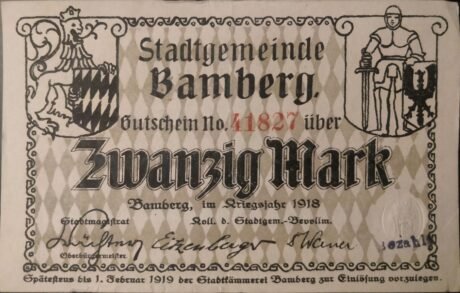 Stadtgemeinde
Bamberg.
Gutschein No. 41827 über
Zwanzig Mark
Bamberg, im Kriegsjahr 1918
Stadtmagistrat Koll. d. Stadtgem.-Bevollm.
Oberbürgermeister
Spätestens bis 1. Februar 1919 der Stadtkämmerei Bamberg zur Einlösung vorzulegen.